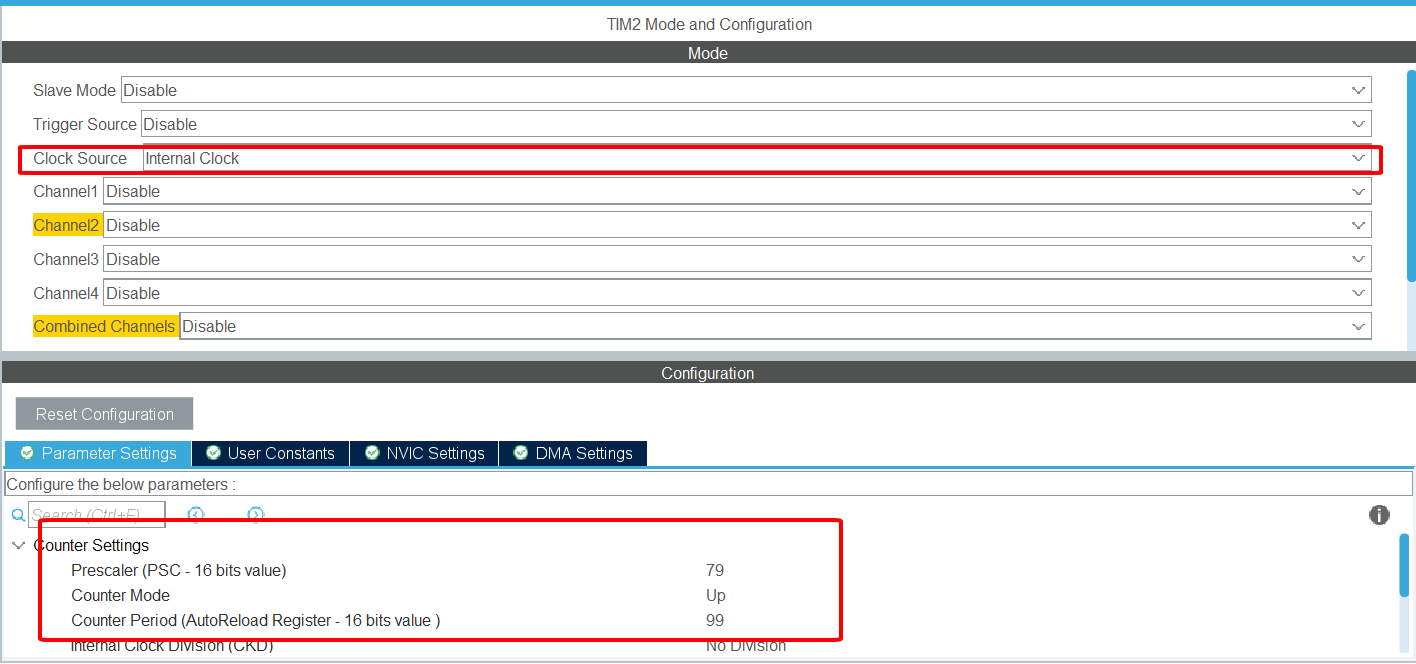 TIM2 Mode and Configuration
Mode
Slave Mode Disable
Trigger Source Disable
Clock Source Internal Clock
Channel1 Disable
Channel2 Disable
Channel3 Disable
Channel4 Disable
Combined Channels Disable
Configuration
Reset Configuration
Parameter Settings User Constants NVIC Settings DMA Settings
Configure the below parameters :
Search (Ctrl+F)
Counter Settings
Prescaler (PSC - 16 bits value) 79
Counter Mode Up
Counter Period (AutoReload Register - 16 bits value ) 99
Internal Clock Division (CKD) No Division